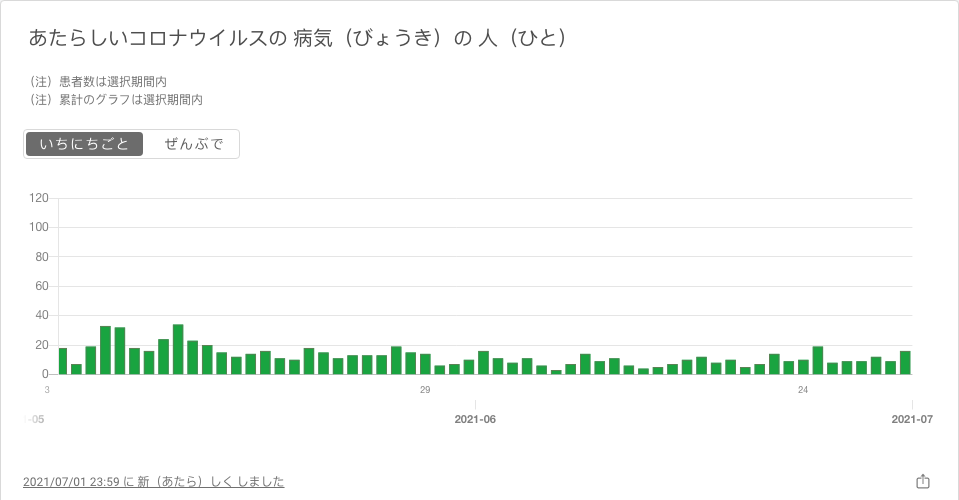 あたらしいコロナウイルスの 病気（びょうき）の 人（ひと）
（注）患者数は選択期間内
（注）累計のグラフは選択期間内
いちにちごと ぜんぶで
120
100
80
60
40
20
0
3 29 24
-05 2021-06 2021-07
2021/07/01 23:59 に 新（あたら）しく しました